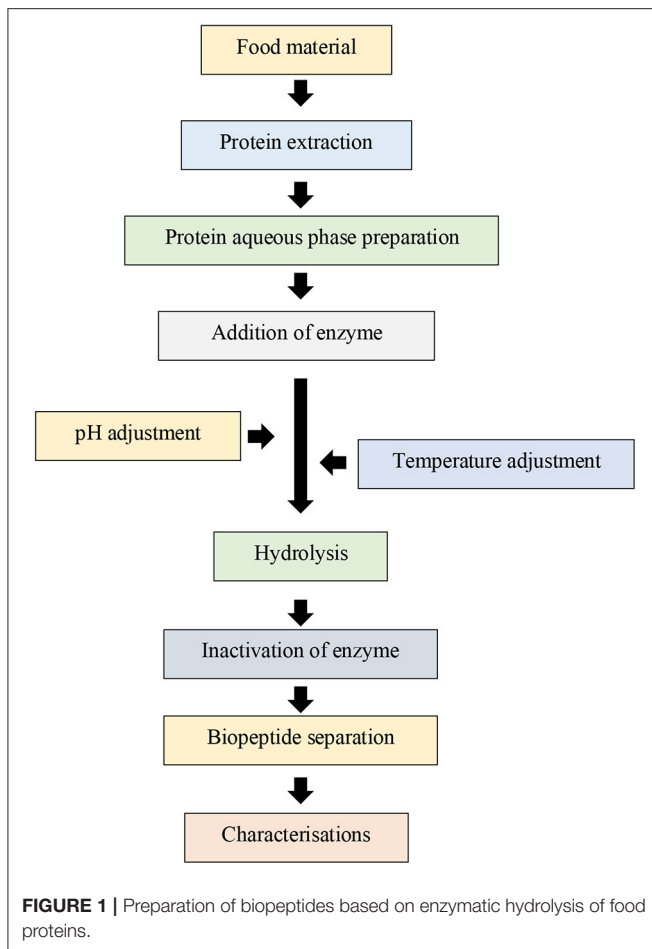 Food material
Protein extraction
Protein aqueous phase preparation
Addition of enzyme
pH adjustment
Temperature adjustment
Hydrolysis
Inactivation of enzyme
Biopeptide separation
Characterisations
FIGURE 1 | Preparation of biopeptides based on enzymatic hydrolysis of food
proteins.